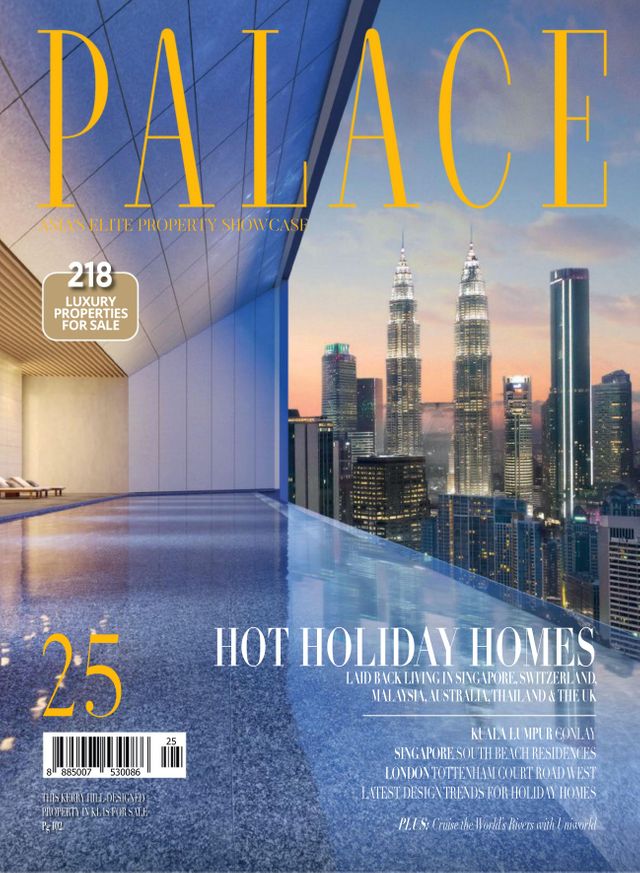 PALACE
ASIA'S ELITE PROPERTY SHOWCASE
218
LUXURY
PROPERTIES
FOR SALE
HOT HOLIDAY HOMES
LAID BACK LIVING IN SINGAPORE, SWITZERLAND,
MALAYSIA, AUSTRALIA, THAILAND & THE UK
KUALA LUMPUR CONLAY
SINGAPORE SOUTH BEACH RESIDENCES
LONDON TOTTENHAM COURT ROAD WEST
LATEST DESIGN TRENDS FOR HOLIDAY HOMES
PLUS: Cruise the World's Rivers with Uniworld
25
25
8 885007 530086
THIS KERRY HILL-DESIGNED
PROPERTY IN KL IS FOR SALE
Pg 102